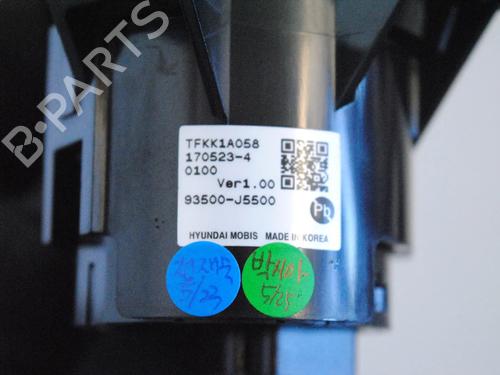 B-PARTS
TFKK1A058
170523-4
0100
Ver1.00
93500-J5500
Pb
HYUNDAI MOBIS MADE IN KOREA
5/23
5/25